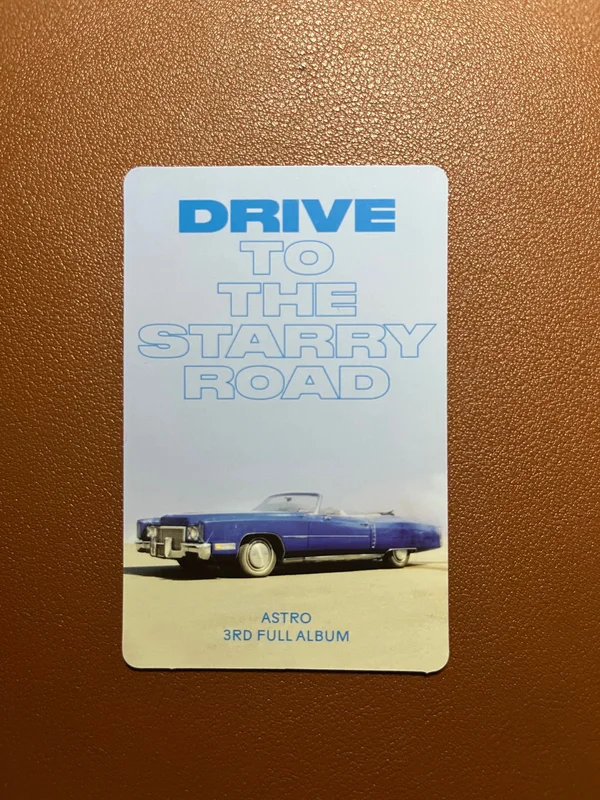 DRIVE
TO
THE
STARRY
ROAD
ASTRO
3RD FULL ALBUM